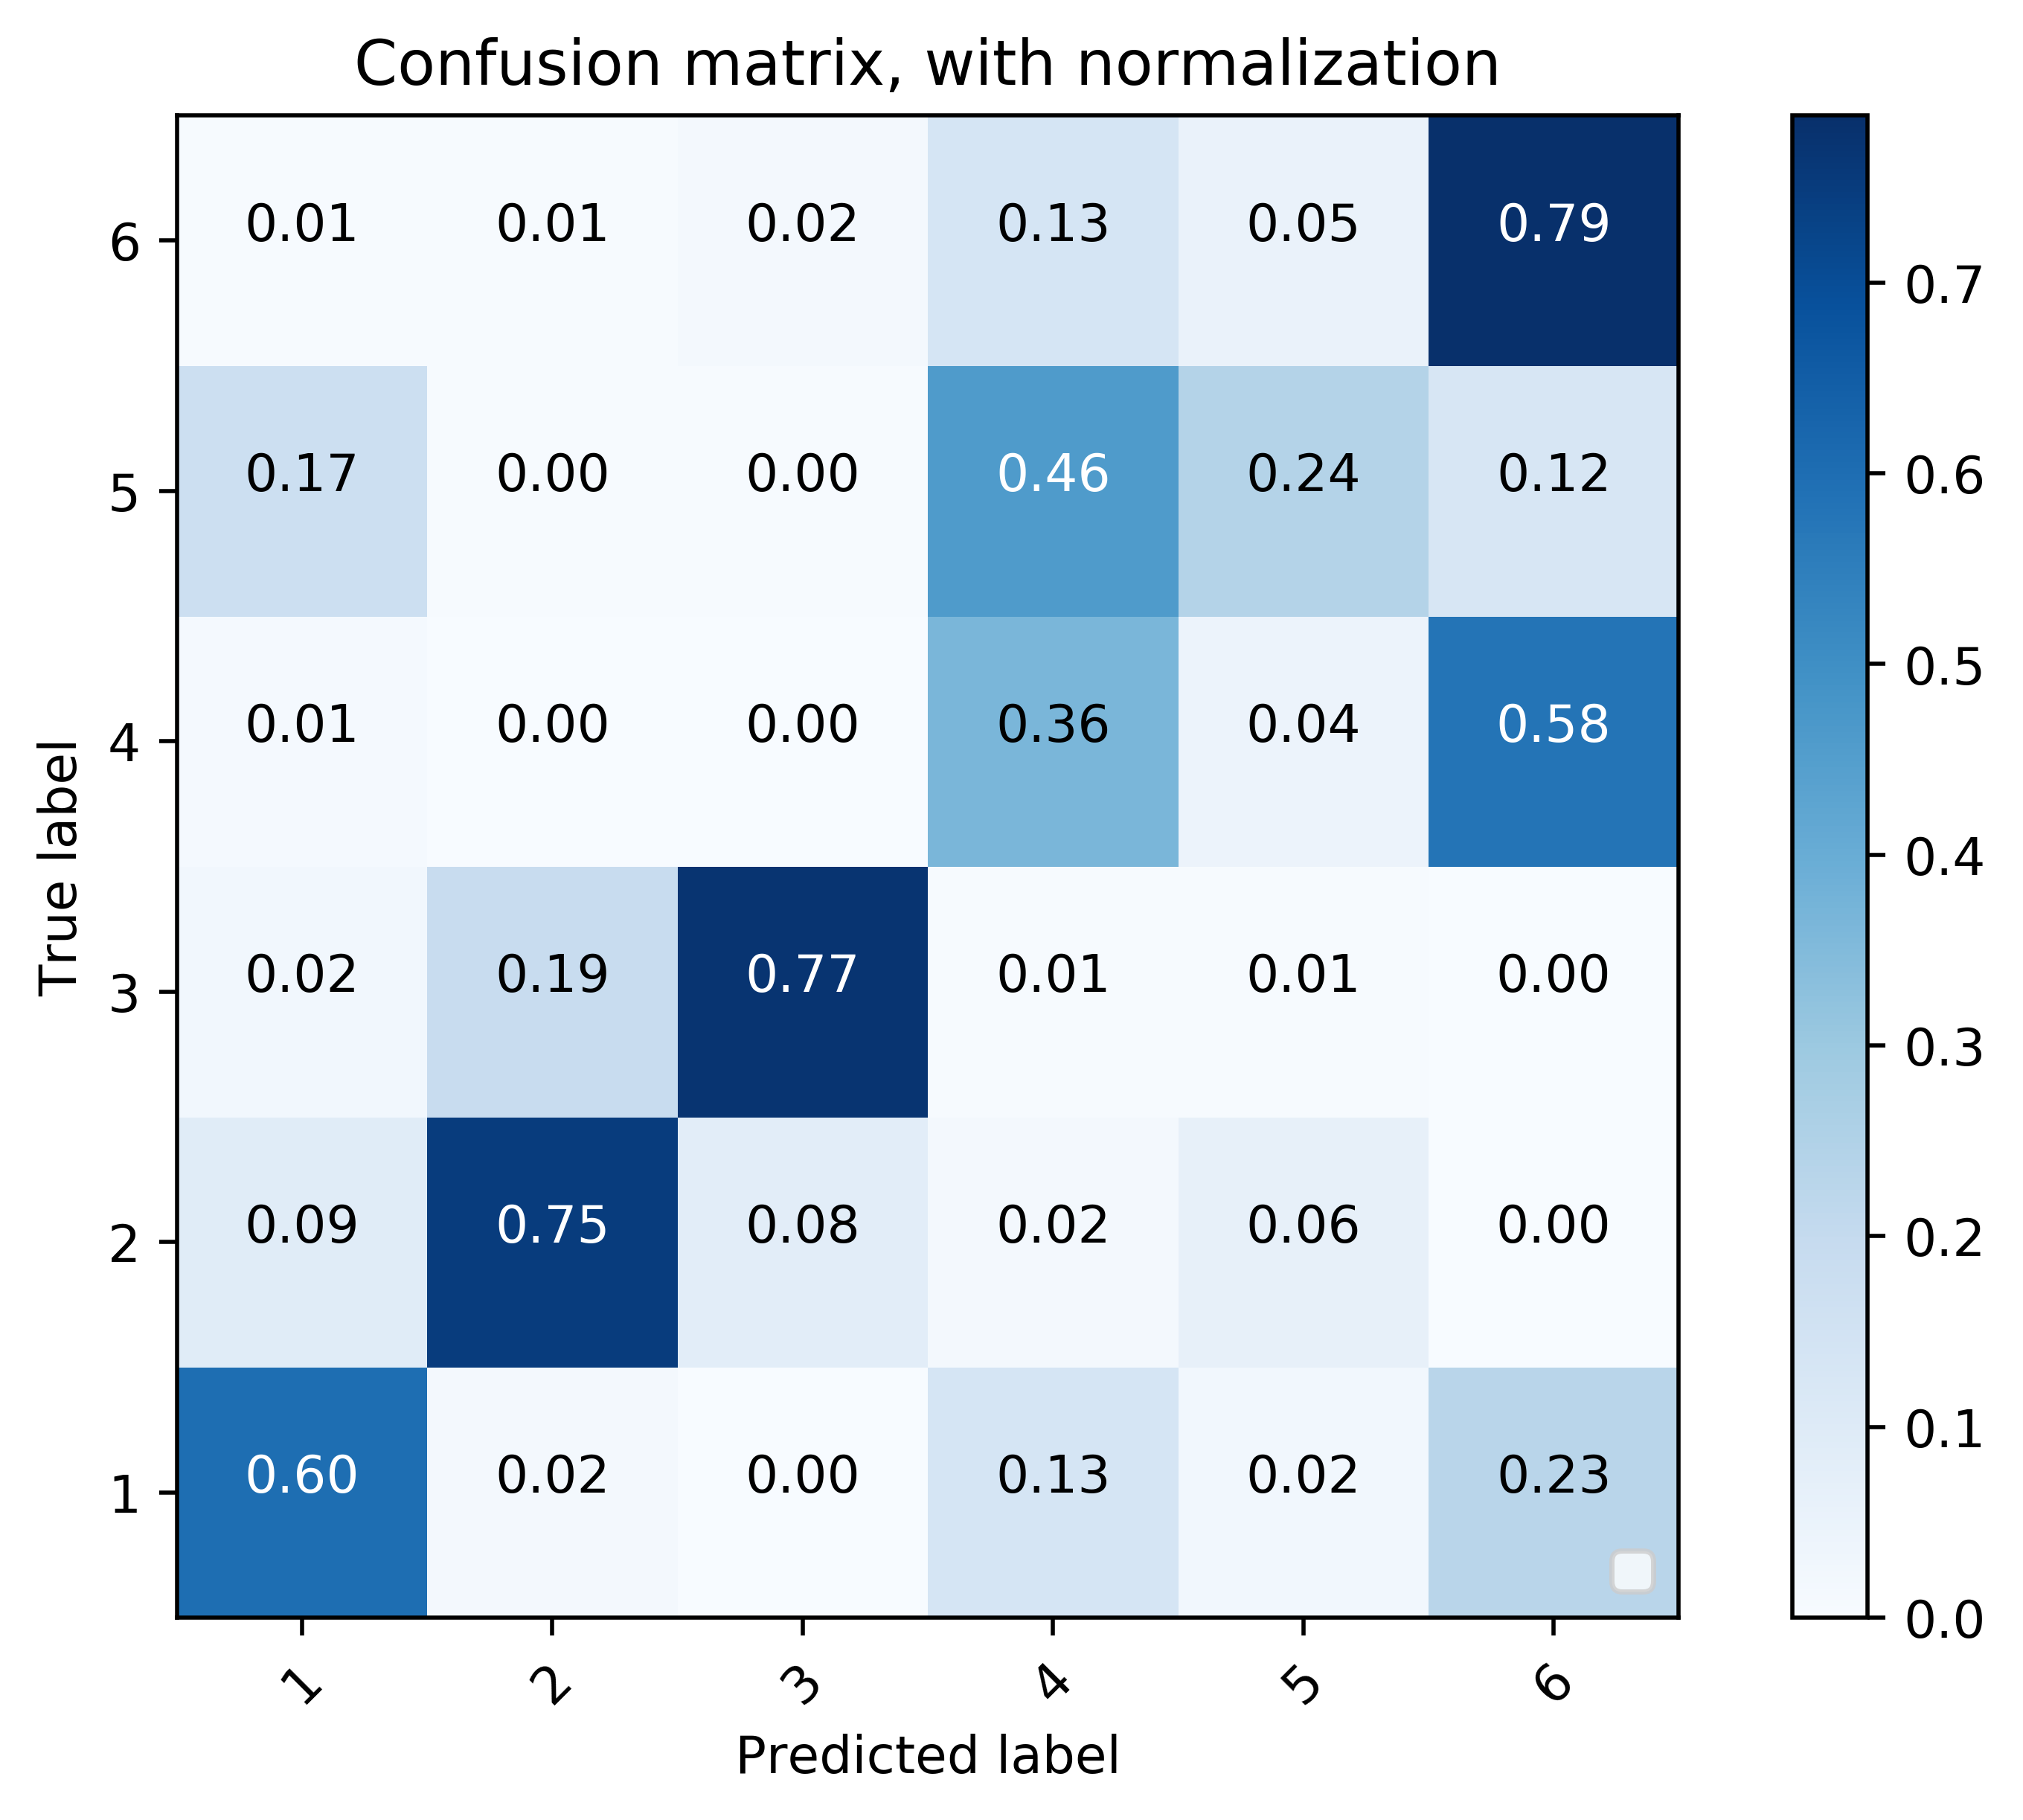 Confusion matrix, with normalization
6 0.01 0.01 0.02 0.13 0.05 0.79
5 0.17 0.00 0.00 0.46 0.24 0.12
4 0.01 0.00 0.00 0.36 0.04 0.58
3 0.02 0.19 0.77 0.01 0.01 0.00
2 0.09 0.75 0.08 0.02 0.06 0.00
1 0.60 0.02 0.00 0.13 0.02 0.23
1 2 3 4 5 6
Predicted label
True label
0.7
0.6
0.5
0.4
0.3
0.2
0.1
0.0